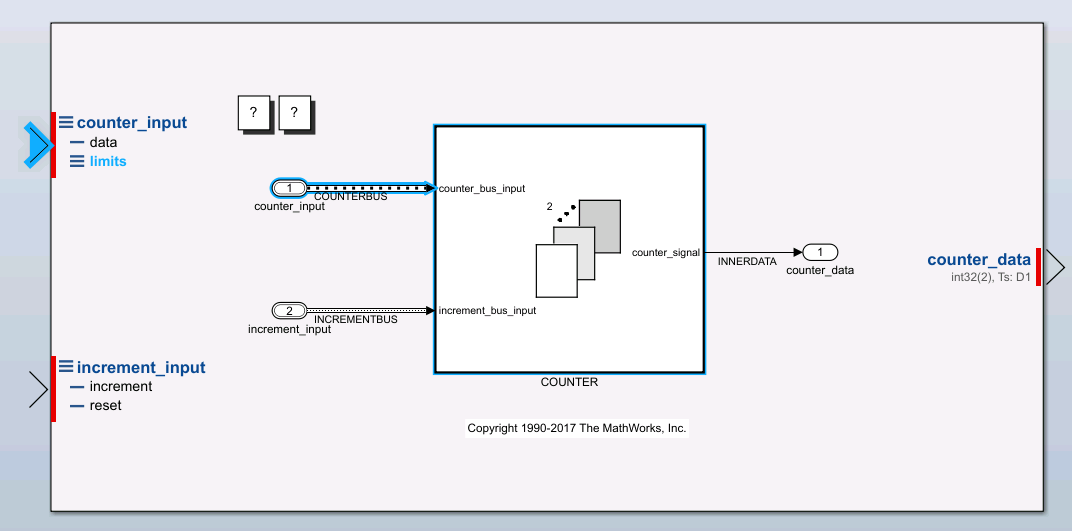 counter_input
data
limits
? ?
1
COUNTERBUS
counter_input
counter_bus_input
2
counter_signal
INNERDATA
1
counter_data
counter_data
int32(2), Ts: D1
2
INCREMENTBUS
increment_input
increment_bus_input
increment_input
increment
reset
COUNTER
Copyright 1990-2017 The MathWorks, Inc.